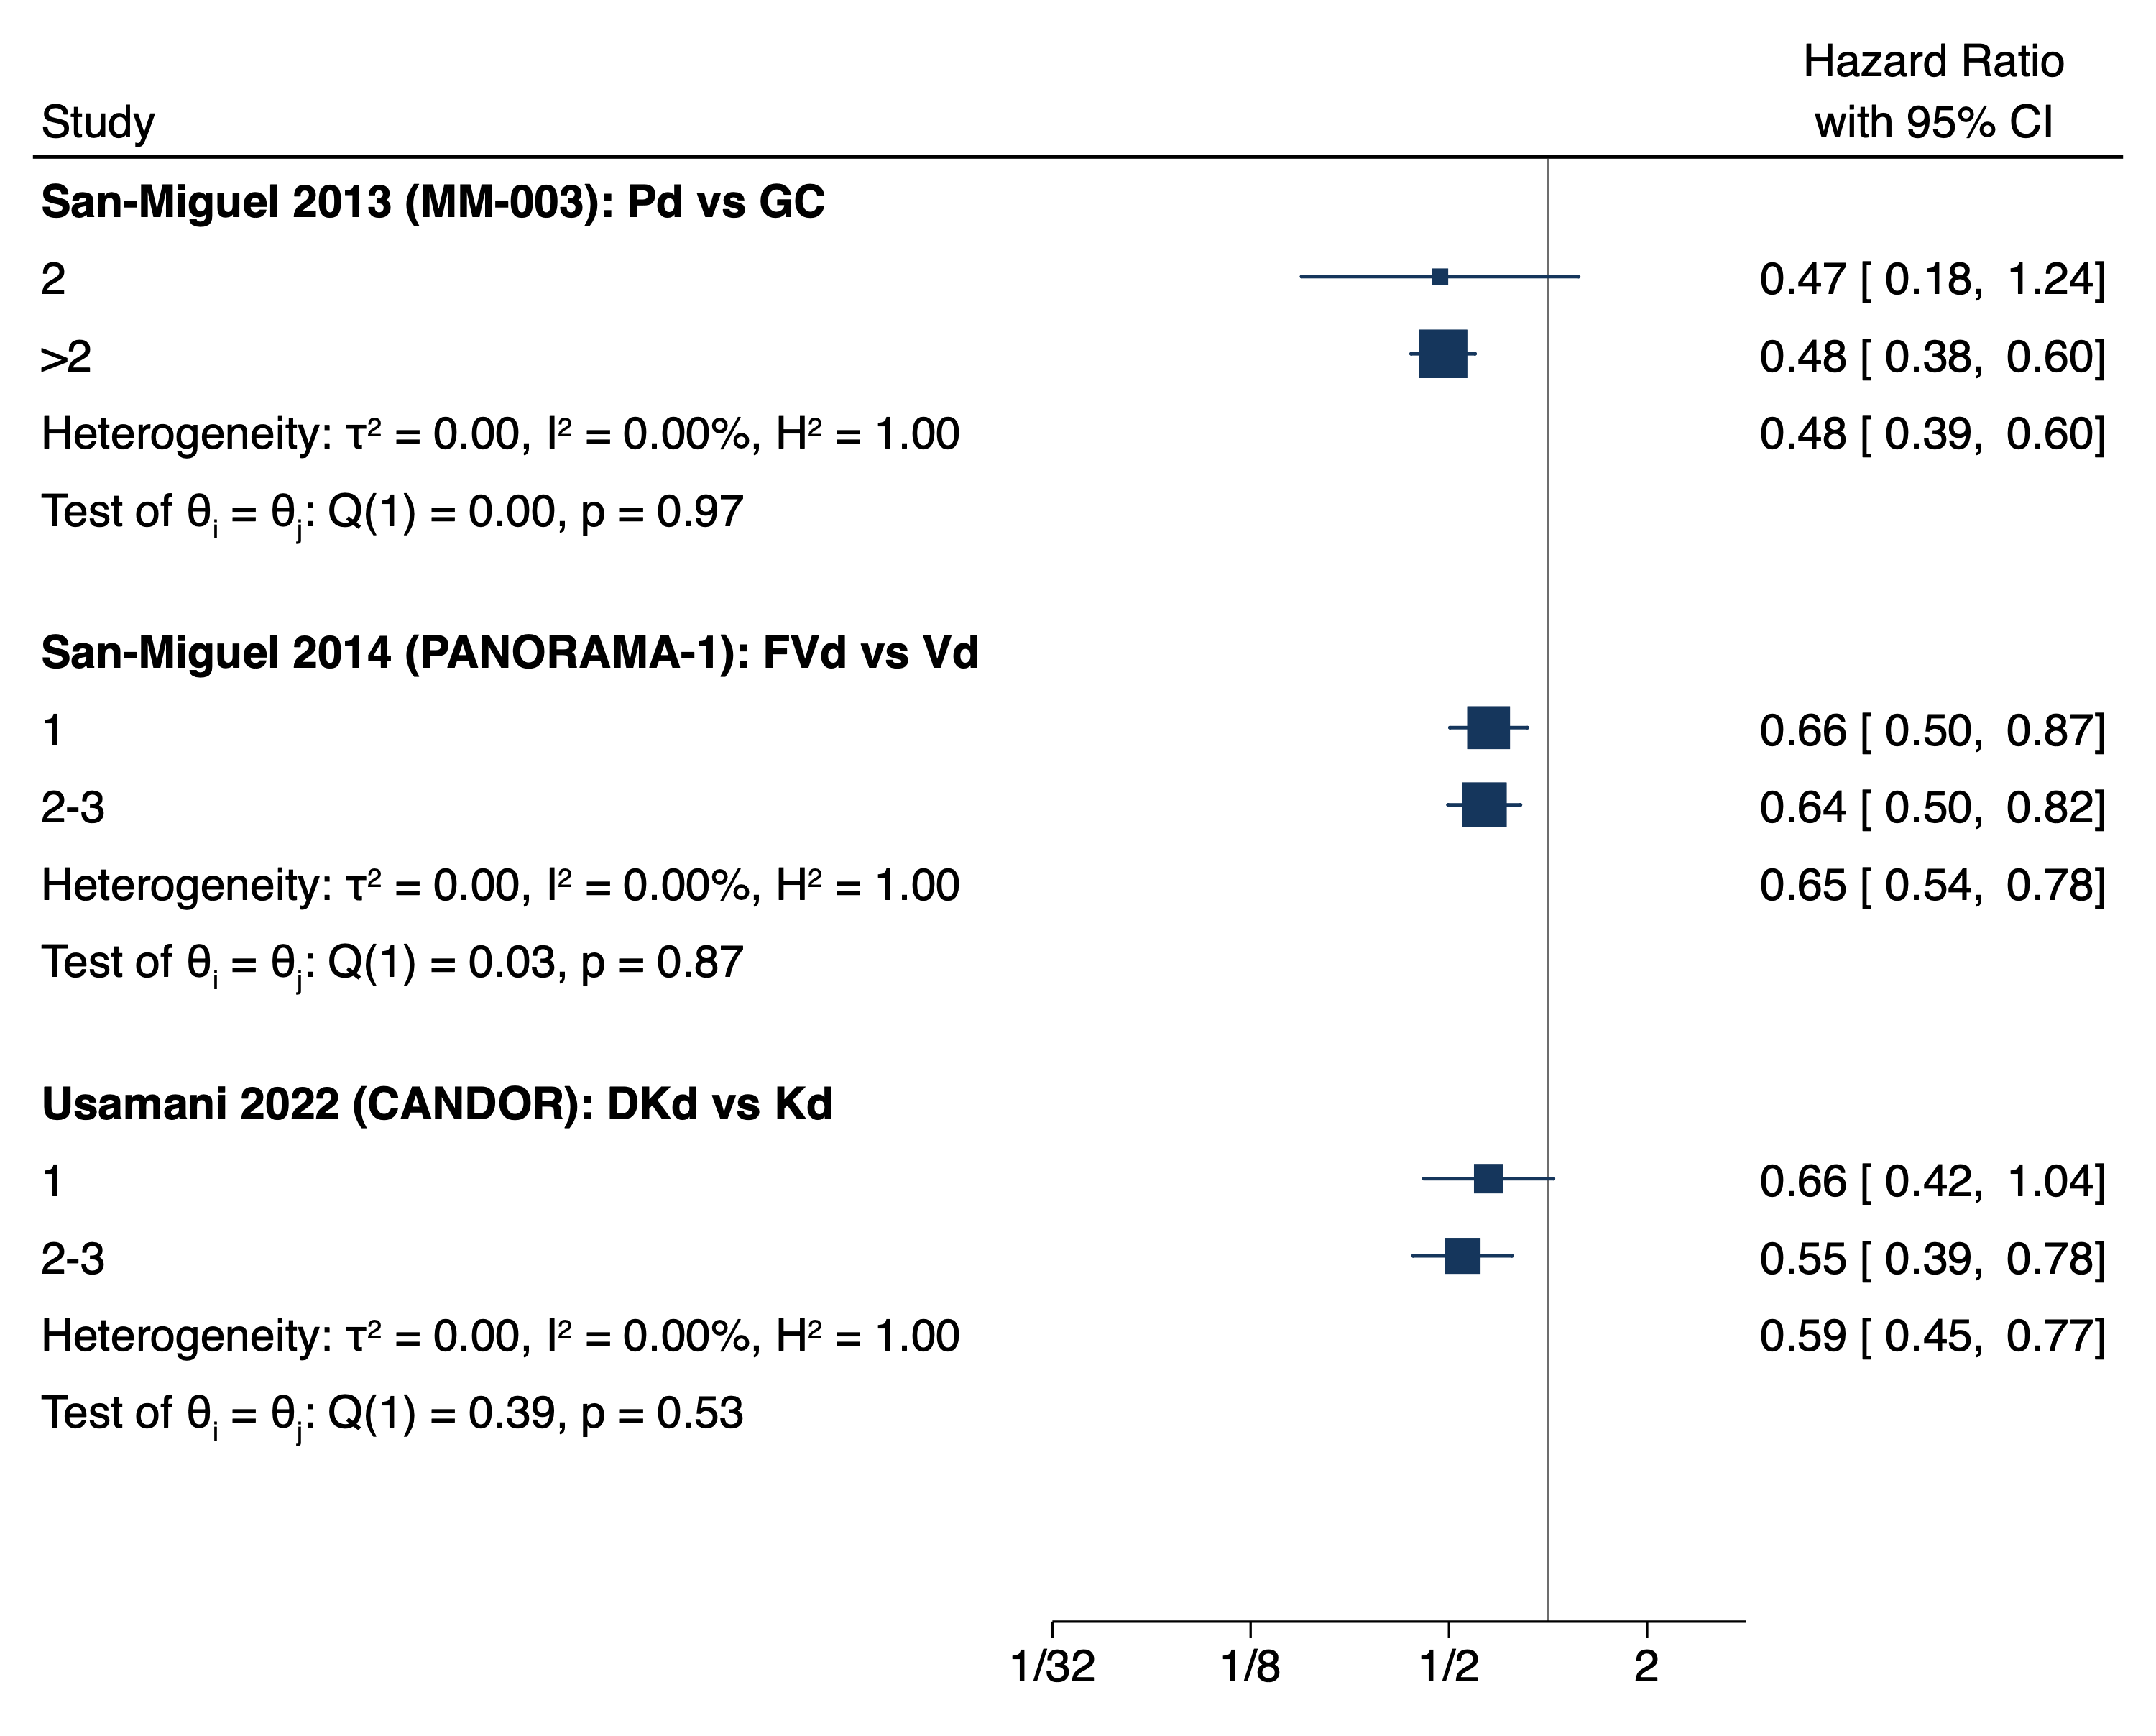 Hazard Ratio
Study with 95% CI
San-Miguel 2013 (MM-003): Pd vs GC
2 0.47 [ 0.18, 1.24]
>2 0.48 [ 0.38, 0.60]
Heterogeneity: τ² = 0.00, I² = 0.00%, H² = 1.00 0.48 [ 0.39, 0.60]
Test of θᵢ = θⱼ: Q(1) = 0.00, p = 0.97
San-Miguel 2014 (PANORAMA-1): FVd vs Vd
1 0.66 [ 0.50, 0.87]
2-3 0.64 [ 0.50, 0.82]
Heterogeneity: τ² = 0.00, I² = 0.00%, H² = 1.00 0.65 [ 0.54, 0.78]
Test of θᵢ = θⱼ: Q(1) = 0.03, p = 0.87
Usamani 2022 (CANDOR): DKd vs Kd
1 0.66 [ 0.42, 1.04]
2-3 0.55 [ 0.39, 0.78]
Heterogeneity: τ² = 0.00, I² = 0.00%, H² = 1.00 0.59 [ 0.45, 0.77]
Test of θᵢ = θⱼ: Q(1) = 0.39, p = 0.53
1/32 1/8 1/2 2